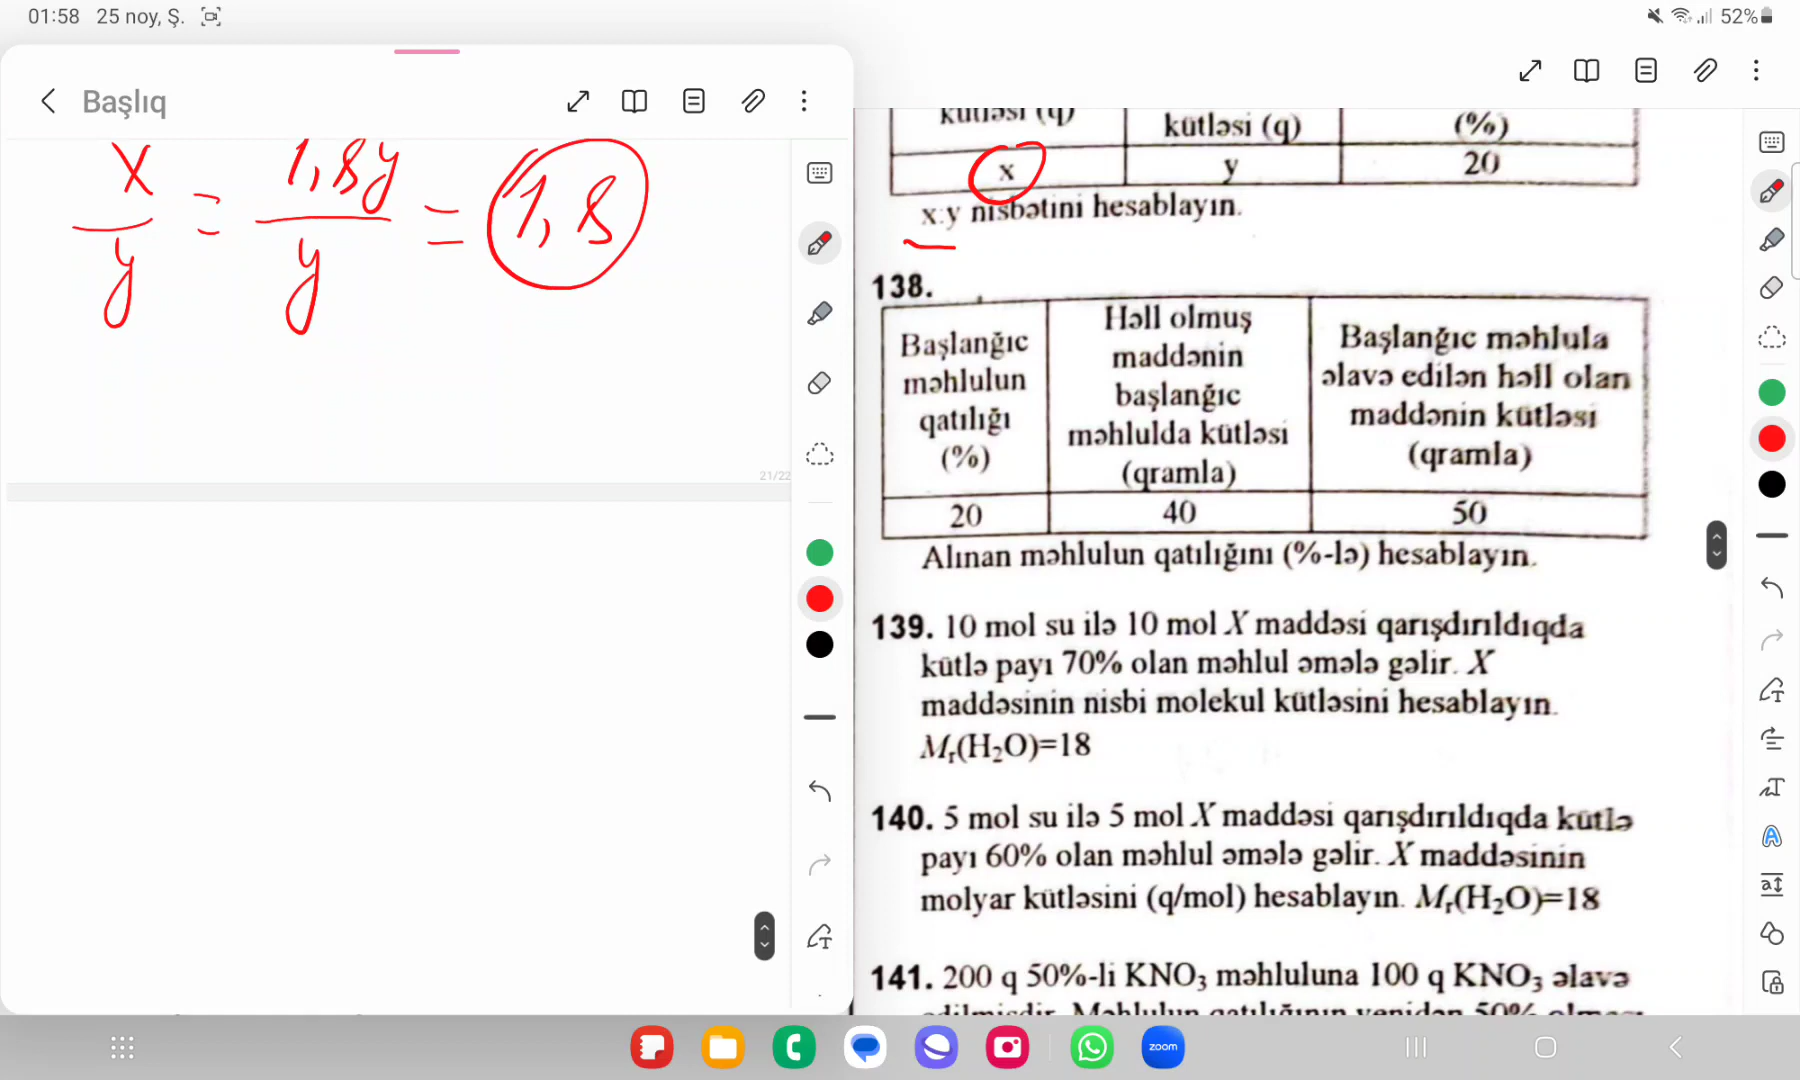 01:58 25 noy, Ş.
52%
Başlıq
x/y = 1,8y/y = 1,8
21/22
kütləsi (q)
kütləsi (q)
(%)
x
y
20
x:y nisbətini hesablayın.
138.
Başlanğıc
məhlulun
qatılığı
(%)
Həll olmuş
maddənin
başlanğıc
məhlulda kütləsi
(qramla)
Başlanğıc məhlula
əlavə edilən həll olan
maddənin kütləsi
(qramla)
20
40
50
Alınan məhlulun qatılığını (%-lə) hesablayın.
139. 10 mol su ilə 10 mol X maddəsi qarışdırıldıqda
kütlə payı 70% olan məhlul əmələ gəlir. X
maddəsinin nisbi molekul kütləsini hesablayın.
Mᵣ(H₂O)=18
140. 5 mol su ilə 5 mol X maddəsi qarışdırıldıqda kütlə
payı 60% olan məhlul əmələ gəlir. X maddəsinin
molyar kütləsini (q/mol) hesablayın. Mᵣ(H₂O)=18
141. 200 q 50%-li KNO₃ məhluluna 100 q KNO₃ əlavə
edilmişdir. Məhlulun qatılığının yenidən 50%
zoom